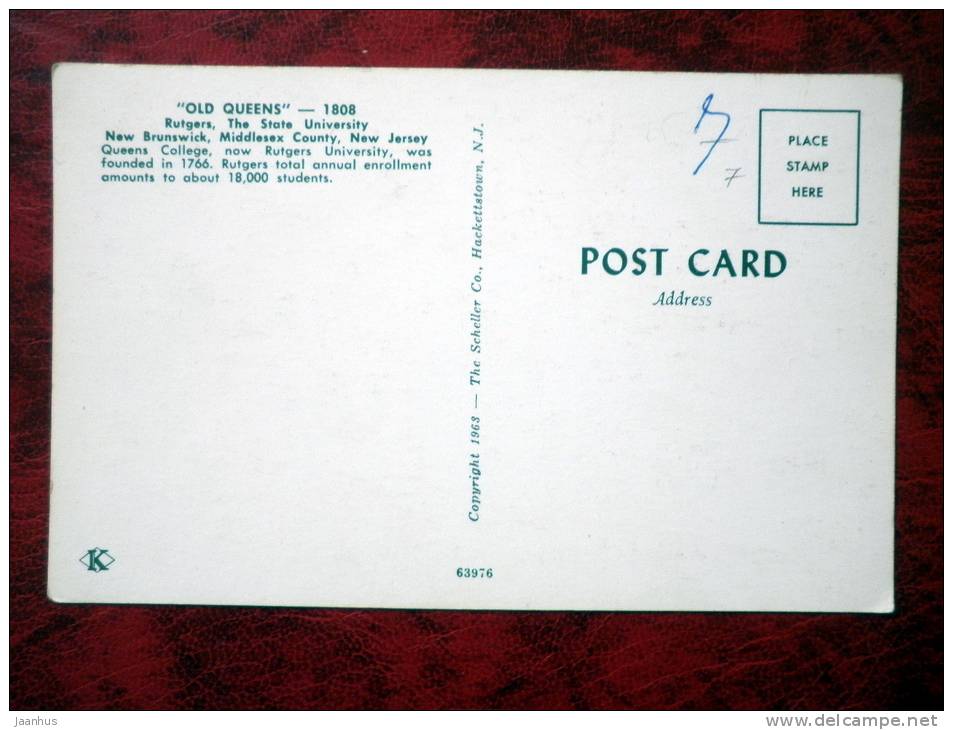 "OLD QUEENS" — 1808
Rutgers, The State University
New Brunswick, Middlesex County, New Jersey
Queens College, now Rutgers University, was
founded in 1766. Rutgers total annual enrollment
amounts to about 18,000 students.
Copyright 1963 — The Scheller Co., Hackettstown, N.J.
7
7
PLACE
STAMP
HERE
POST CARD
Address
K
63976
Jaanhus
www.delcampe.net